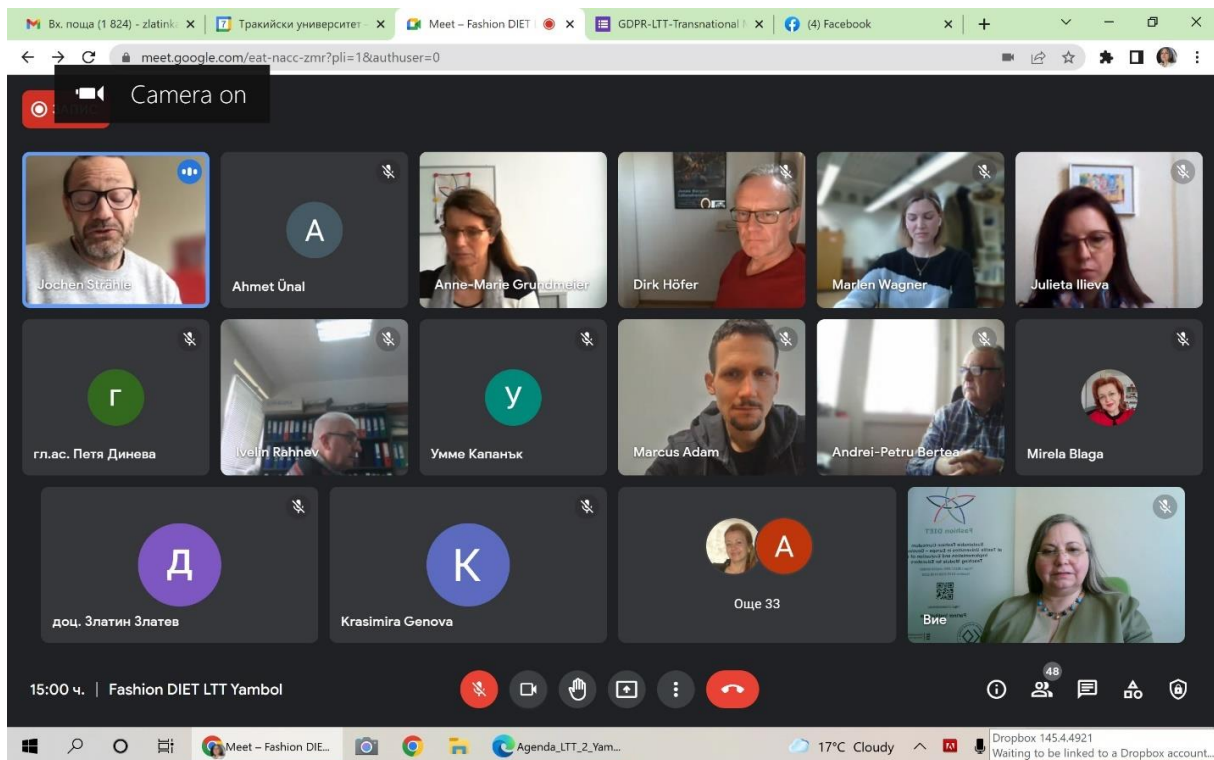 Вх. поща (1 824) - zlatinka
Тракийски университет -
Meet – Fashion DIET
GDPR-LTT-Transnational
(4) Facebook
meet.google.com/eat-nacc-zmr?pli=1&authuser=0
Camera on
Jochen Strähle
A
Ahmet Ünal
Anne-Marie Grundmeier
Dirk Höfer
Marlen Wagner
Julieta Ilieva
г
гл.ас. Петя Динева
Ivelin Rahnev
У
Умме Капанък
Marcus Adam
Andrei-Petru Bertea
Mirela Blaga
Д
доц. Златин Златев
K
Krasimira Genova
A
Още 33
Fashion DIET
Вие
15:00 ч. | Fashion DIET LTT Yambol
48
Meet – Fashion DIE...
Agenda_LTT_2_Yam...
17°C Cloudy
Dropbox 145.4.4921
Waiting to be linked to a Dropbox account...